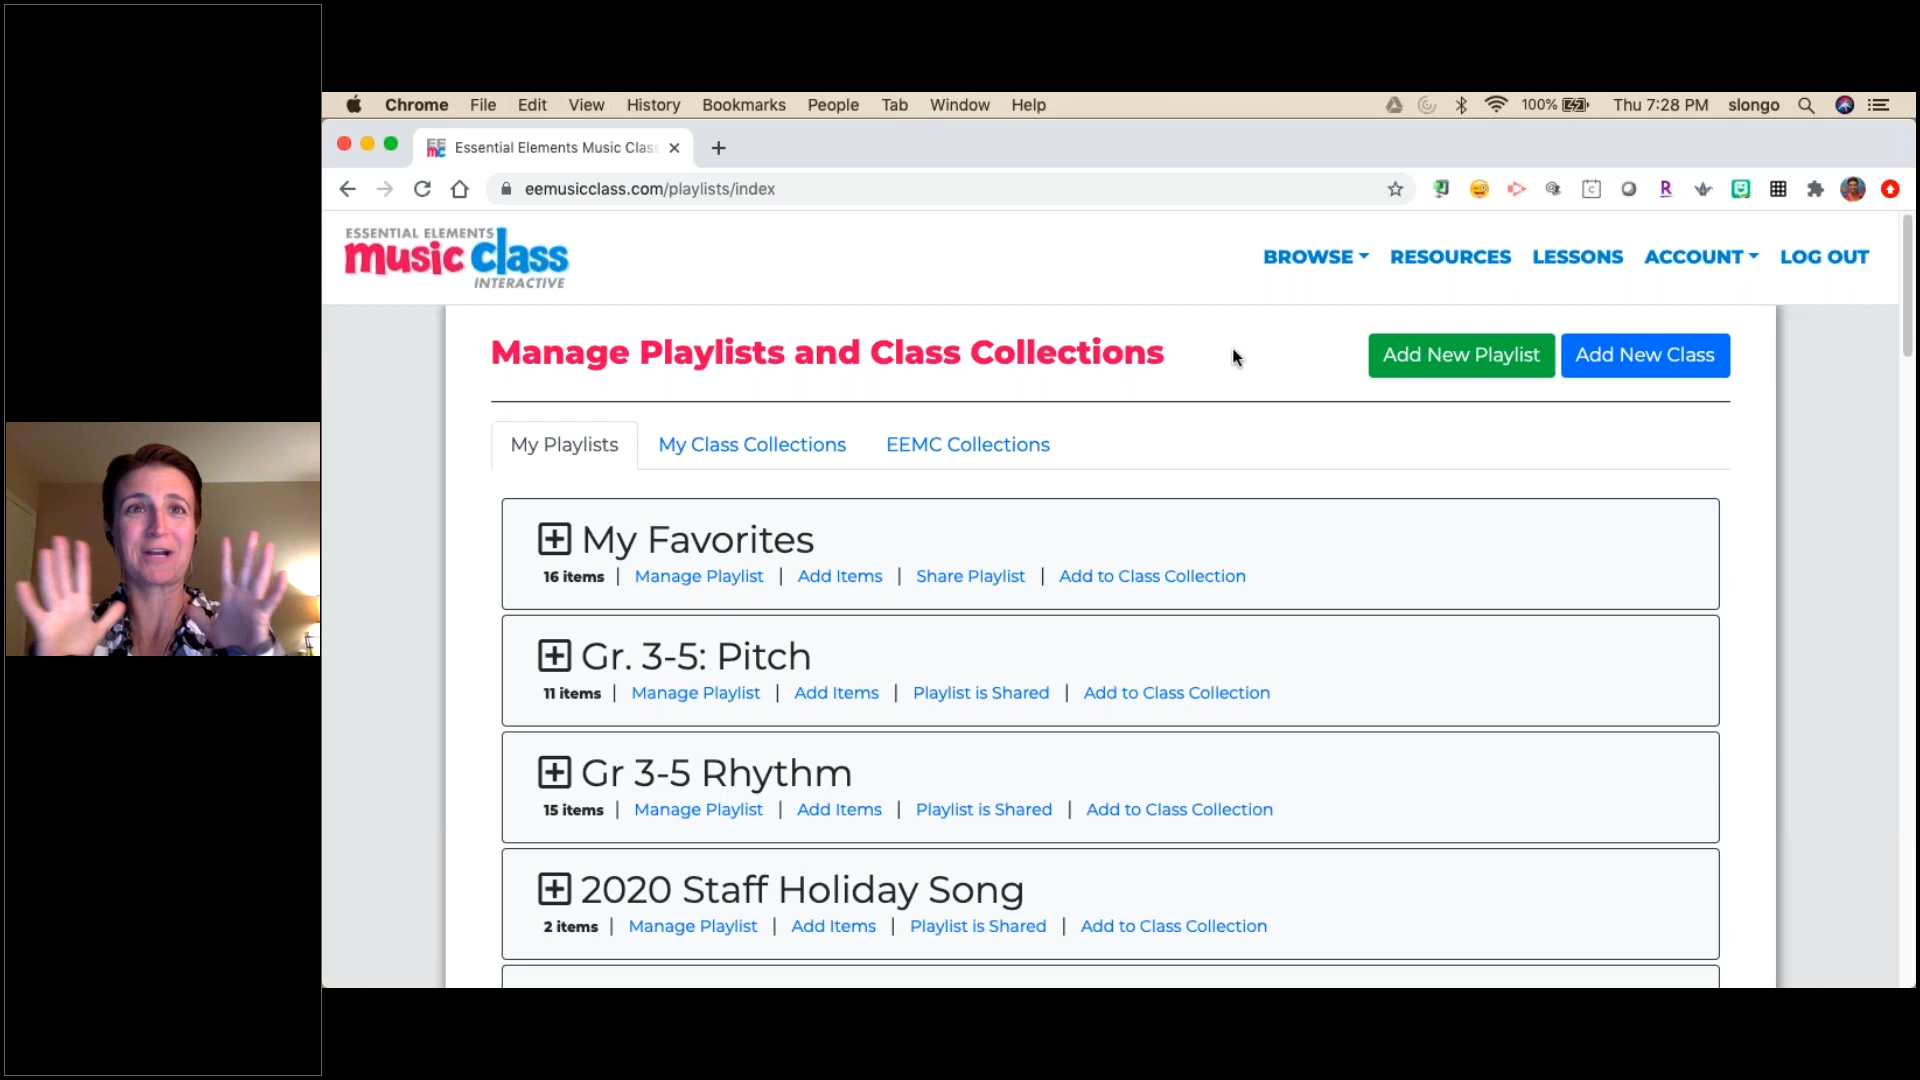 Chrome File Edit View History Bookmarks People Tab Window Help 100% Thu 7:28 PM slongo
Essential Elements Music Clas
eemusicclass.com/playlists/index
ESSENTIAL ELEMENTS
music class
INTERACTIVE
BROWSE RESOURCES LESSONS ACCOUNT LOG OUT
Manage Playlists and Class Collections
Add New Playlist Add New Class
My Playlists My Class Collections EEMC Collections
My Favorites
16 items | Manage Playlist | Add Items | Share Playlist | Add to Class Collection
Gr. 3-5: Pitch
11 items | Manage Playlist | Add Items | Playlist is Shared | Add to Class Collection
Gr 3-5 Rhythm
15 items | Manage Playlist | Add Items | Playlist is Shared | Add to Class Collection
2020 Staff Holiday Song
2 items | Manage Playlist | Add Items | Playlist is Shared | Add to Class Collection